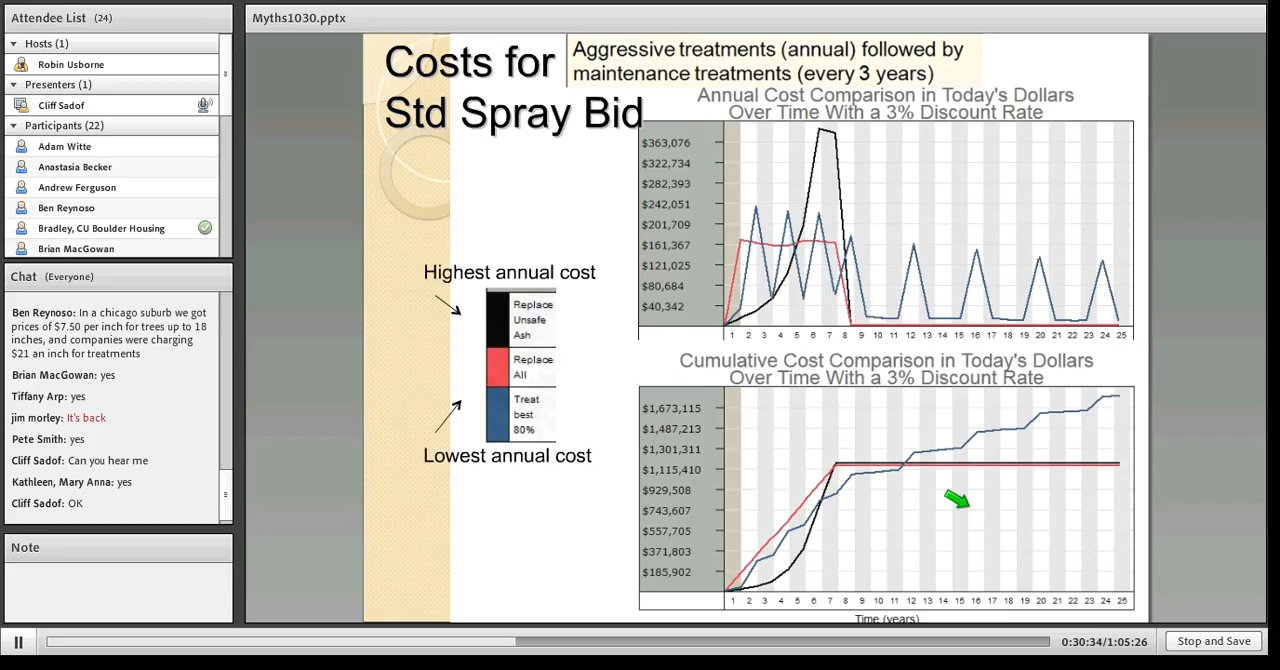 Attendee List (24)
Hosts (1)
Robin Usborne
Presenters (1)
Cliff Sadof
Participants (22)
Adam Witte
Anastasia Becker
Andrew Ferguson
Ben Reynoso
Bradley, CU Boulder Housing
Brian MacGowan
Chat (Everyone)
Ben Reynoso: In a chicago suburb we got
prices of $7.50 per inch for trees up to 18
inches, and companies were charging
$21 an inch for treatments
Brian MacGowan: yes
Tiffany Arp: yes
jim morley: It's back
Pete Smith: yes
Cliff Sadof: Can you hear me
Kathleen, Mary Anna: yes
Cliff Sadof: OK
Note
Myths1030.pptx
Costs for
Std Spray Bid
Aggressive treatments (annual) followed by
maintenance treatments (every 3 years)
Highest annual cost
Replace
Unsafe
Ash
Replace
All
Treat
best
80%
Lowest annual cost
Annual Cost Comparison in Today's Dollars
Over Time With a 3% Discount Rate
$363,076
$322,734
$282,393
$242,051
$201,709
$161,367
$121,025
$80,684
$40,342
1 2 3 4 5 6 7 8 9 10 11 12 13 14 15 16 17 18 19 20 21 22 23 24 25
Cumulative Cost Comparison in Today's Dollars
Over Time With a 3% Discount Rate
$1,673,115
$1,487,213
$1,301,311
$1,115,410
$929,508
$743,607
$557,705
$371,803
$185,902
1 2 3 4 5 6 7 8 9 10 11 12 13 14 15 16 17 18 19 20 21 22 23 24 25
Time (years)
0:30:34/1:05:26
Stop and Save